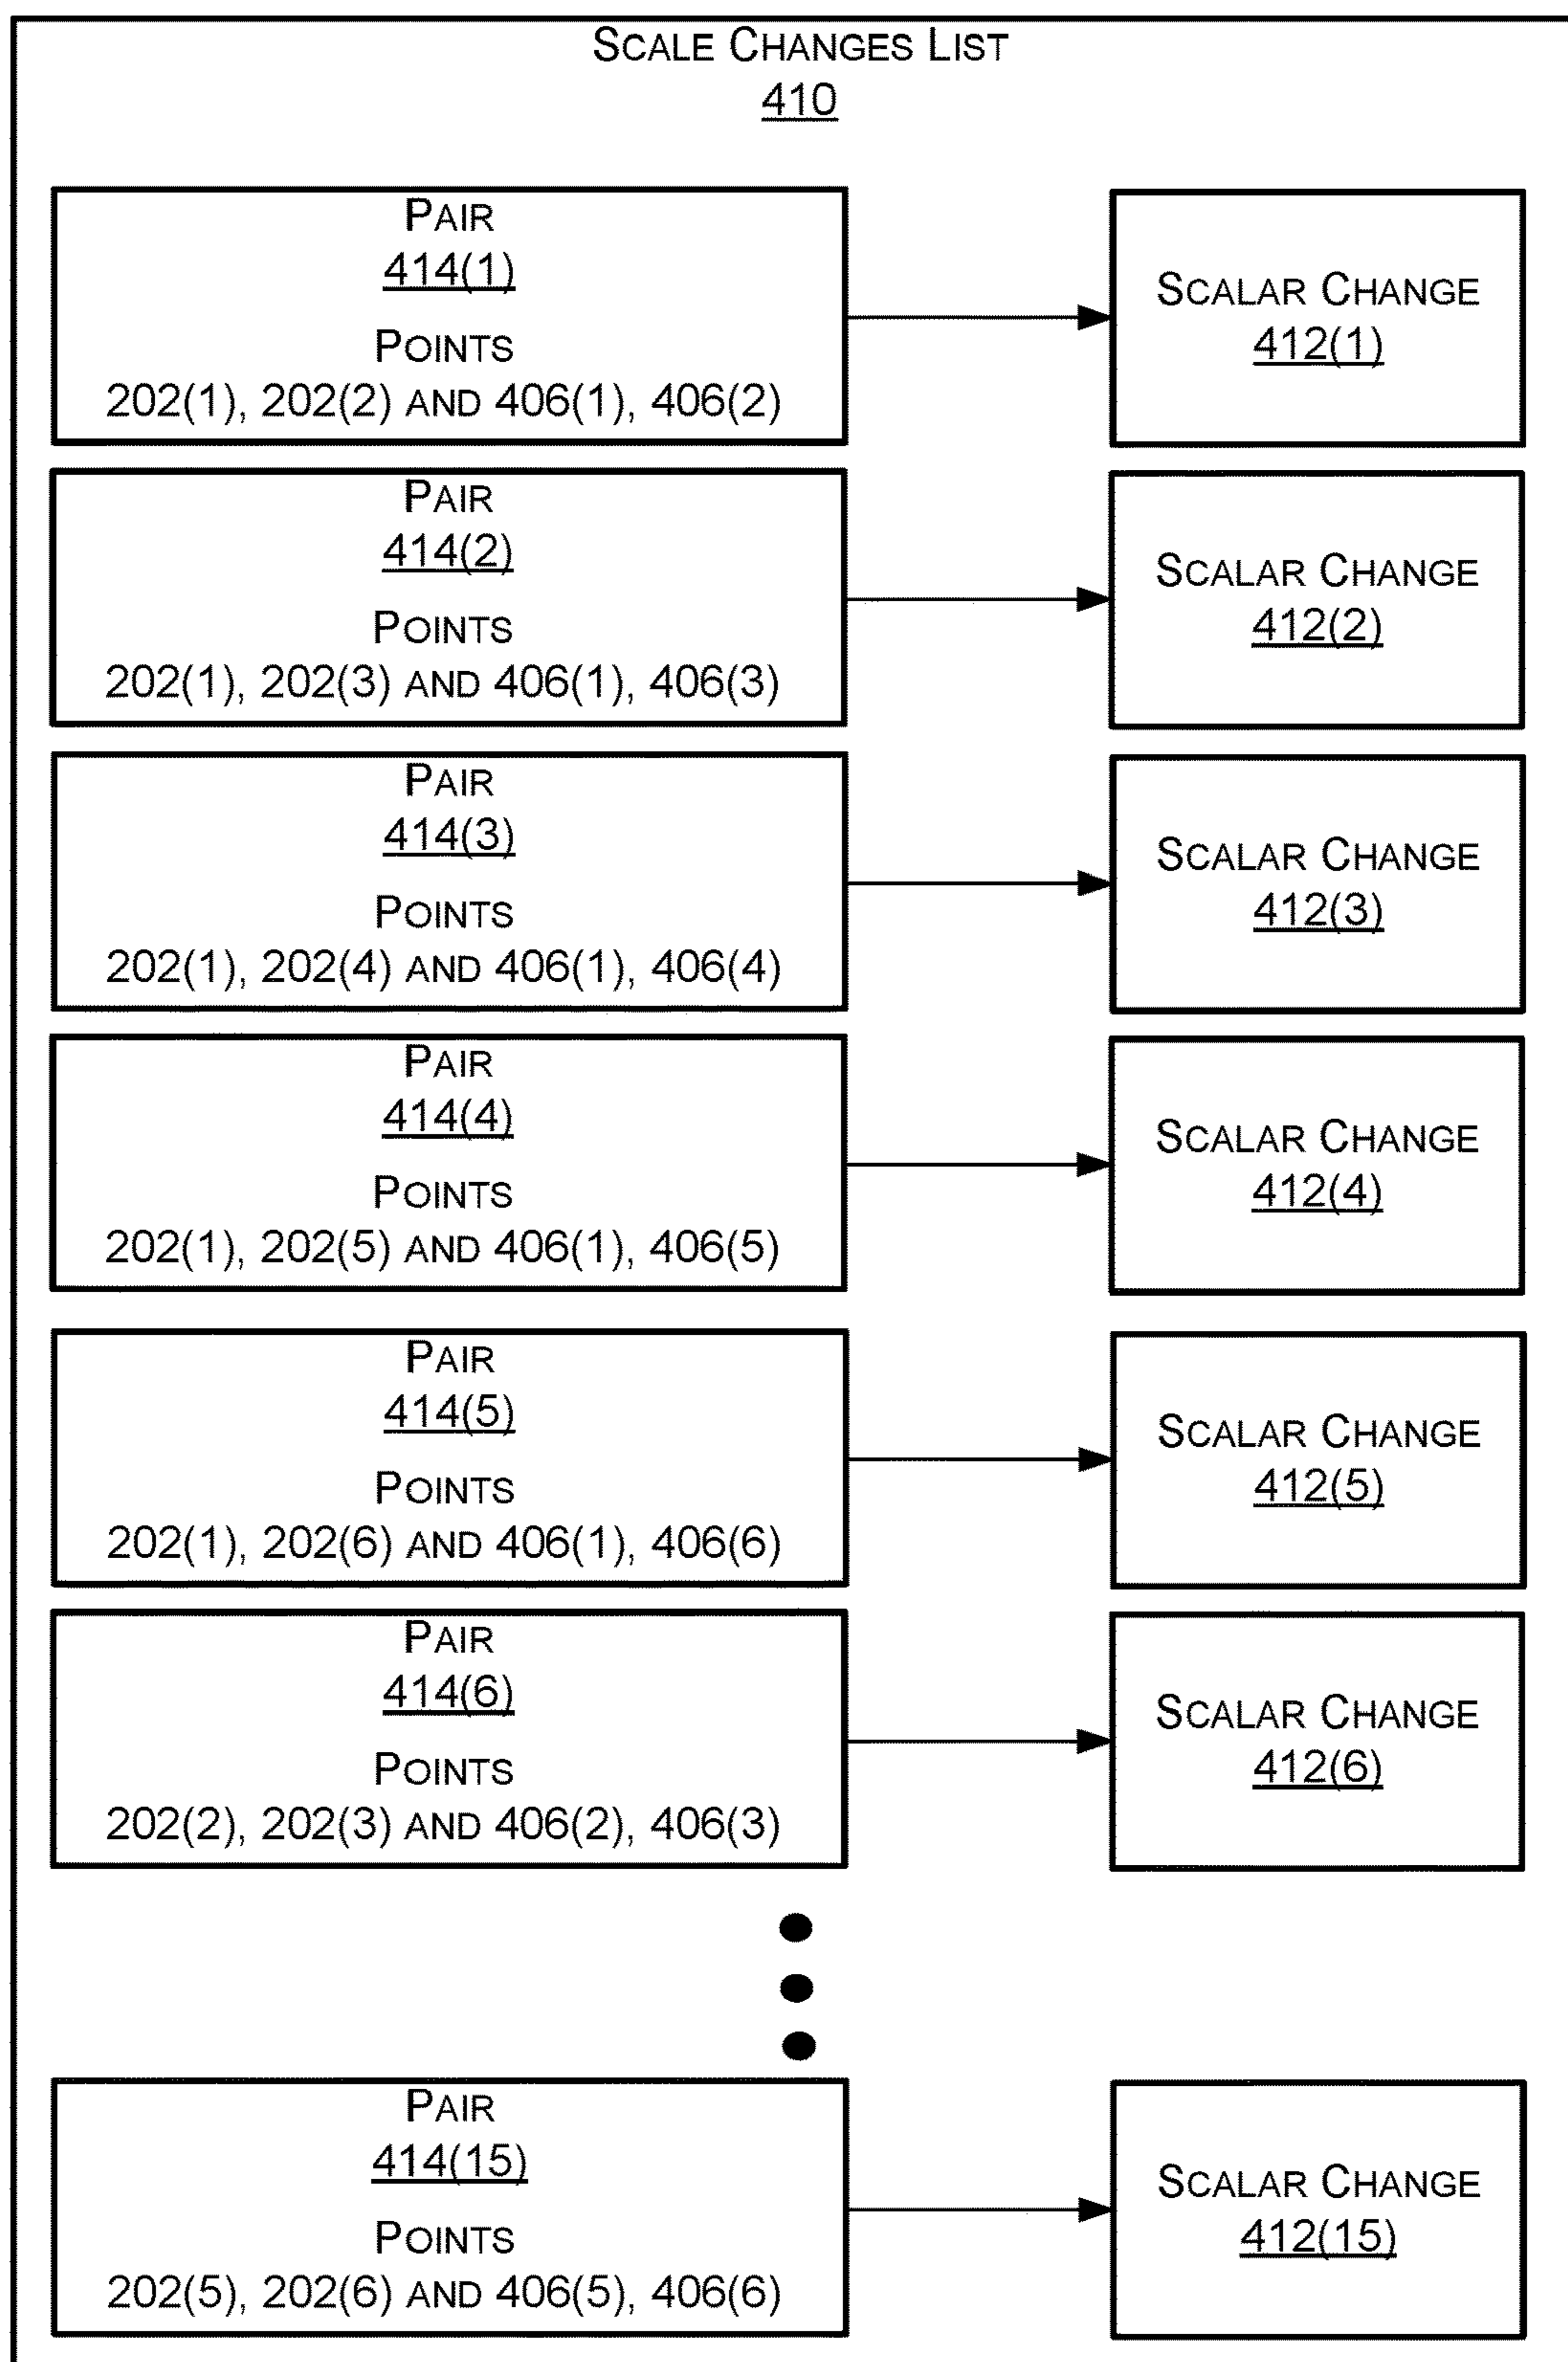 SCALE CHANGES LIST
410
PAIR
414(1)
POINTS
202(1), 202(2) AND 406(1), 406(2)
SCALAR CHANGE
412(1)
PAIR
414(2)
POINTS
202(1), 202(3) AND 406(1), 406(3)
SCALAR CHANGE
412(2)
PAIR
414(3)
POINTS
202(1), 202(4) AND 406(1), 406(4)
SCALAR CHANGE
412(3)
PAIR
414(4)
POINTS
202(1), 202(5) AND 406(1), 406(5)
SCALAR CHANGE
412(4)
PAIR
414(5)
POINTS
202(1), 202(6) AND 406(1), 406(6)
SCALAR CHANGE
412(5)
PAIR
414(6)
POINTS
202(2), 202(3) AND 406(2), 406(3)
SCALAR CHANGE
412(6)
PAIR
414(15)
POINTS
202(5), 202(6) AND 406(5), 406(6)
SCALAR CHANGE
412(15)